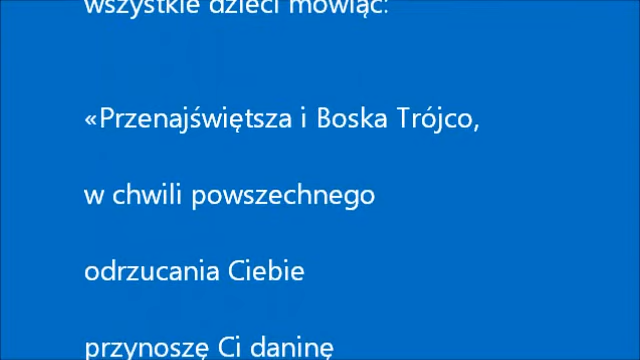 wszystkie dzieci mówiąc:
«Przenajświętsza i Boska Trójco,
w chwili powszechnego
odrzucania Ciebie
przynoszę Ci daninę